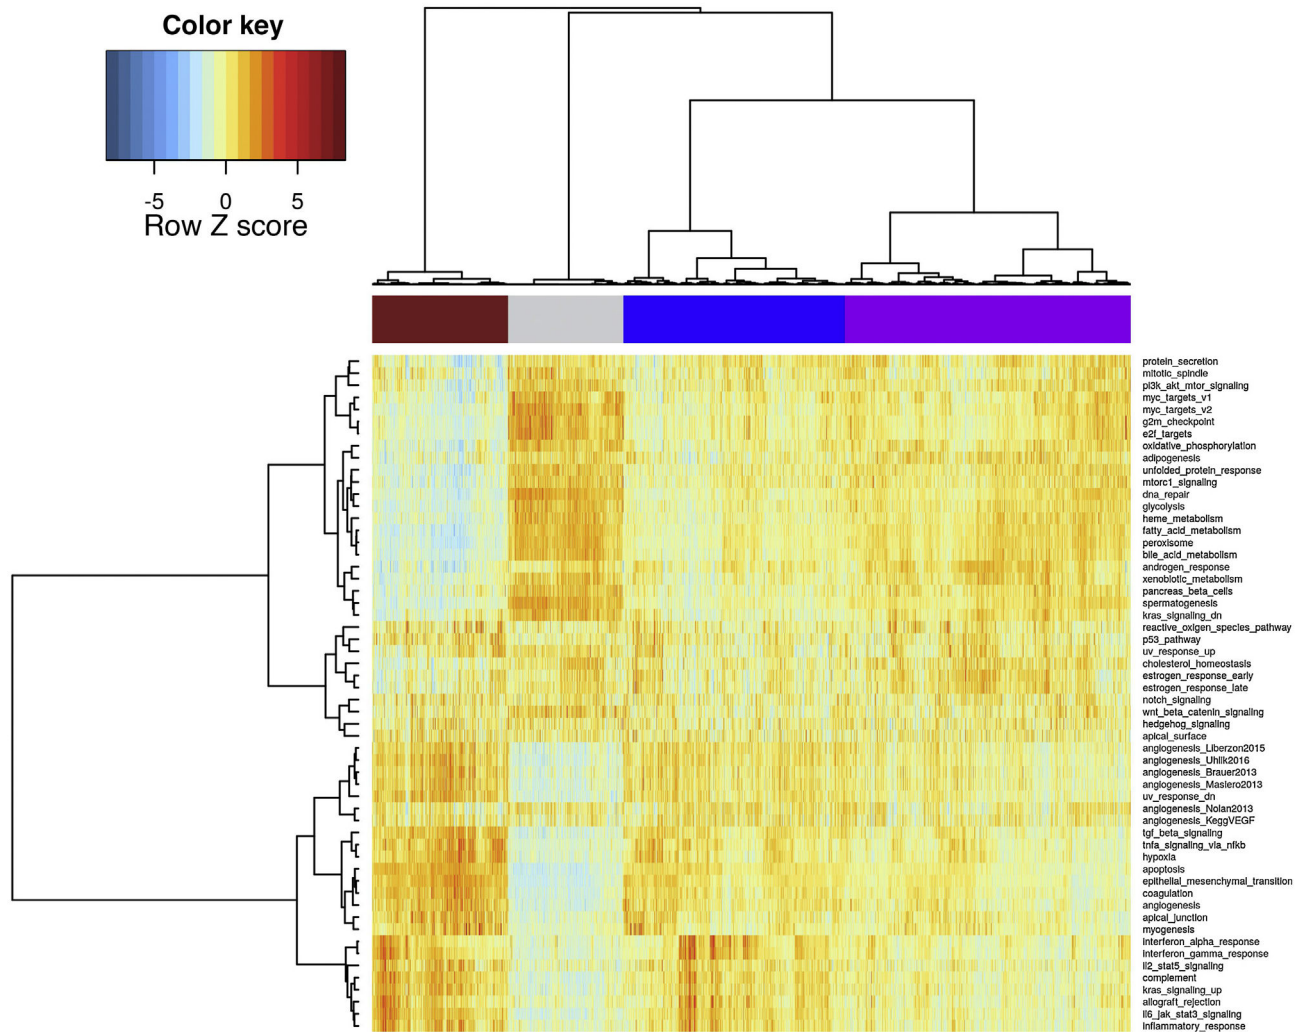 Color key
-5 0 5
Row Z score
protein_secretion
mitotic_spindle
pi3k_akt_mtor_signaling
myc_targets_v1
myc_targets_v2
g2m_checkpoint
e2f_targets
oxidative_phosphorylation
adipogenesis
unfolded_protein_response
mtorc1_signaling
dna_repair
glycolysis
heme_metabolism
fatty_acid_metabolism
peroxisome
bile_acid_metabolism
androgen_response
xenobiotic_metabolism
pancreas_beta_cells
spermatogenesis
kras_signaling_dn
reactive_oxigen_species_pathway
p53_pathway
uv_response_up
cholesterol_homeostasis
estrogen_response_early
estrogen_response_late
notch_signaling
wnt_beta_catenin_signaling
hedgehog_signaling
apical_surface
angiogenesis_Liberzon2015
angiogenesis_Uhlik2016
angiogenesis_Brauer2013
angiogenesis_Masiero2013
uv_response_dn
angiogenesis_Nolan2013
angiogenesis_KeggVEGF
tgf_beta_signaling
tnfa_signaling_via_nfkb
hypoxia
apoptosis
epithelial_mesenchymal_transition
coagulation
angiogenesis
apical_junction
myogenesis
interferon_alpha_response
interferon_gamma_response
il2_stat5_signaling
complement
kras_signaling_up
allograft_rejection
il6_jak_stat3_signaling
inflammatory_response